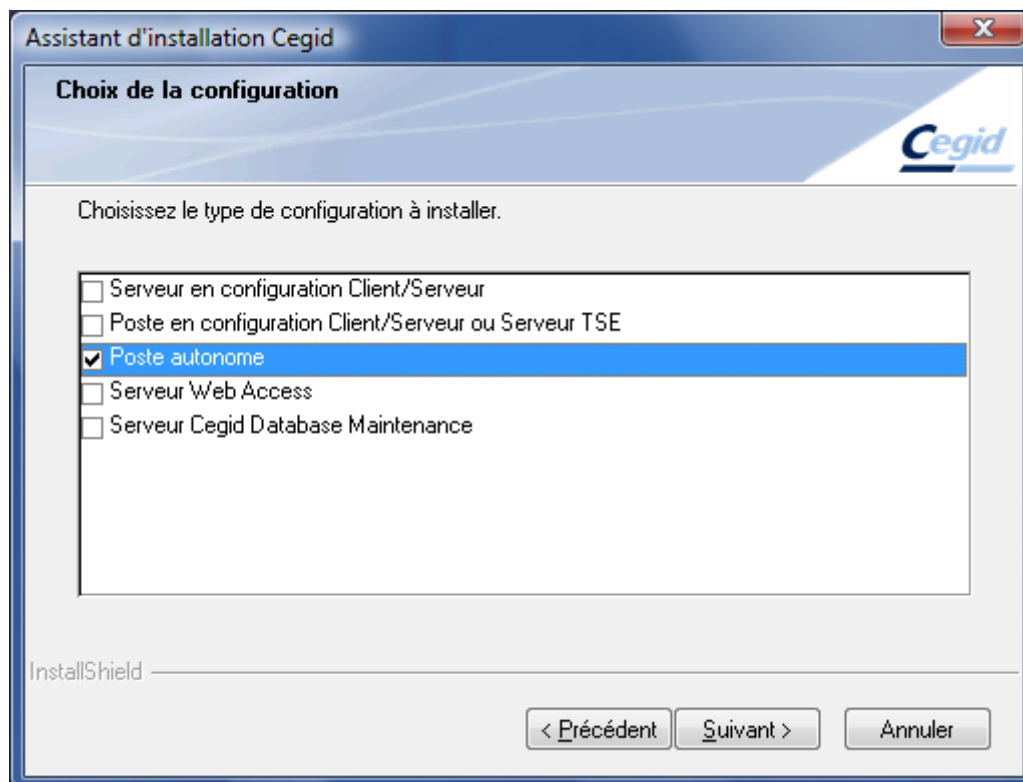 Assistant d'installation Cegid
Choix de la configuration
Cegid
Choisissez le type de configuration à installer.
Serveur en configuration Client/Serveur
Poste en configuration Client/Serveur ou Serveur TSE
Poste autonome
Serveur Web Access
Serveur Cegid Database Maintenance
InstallShield
< Précédent Suivant > Annuler